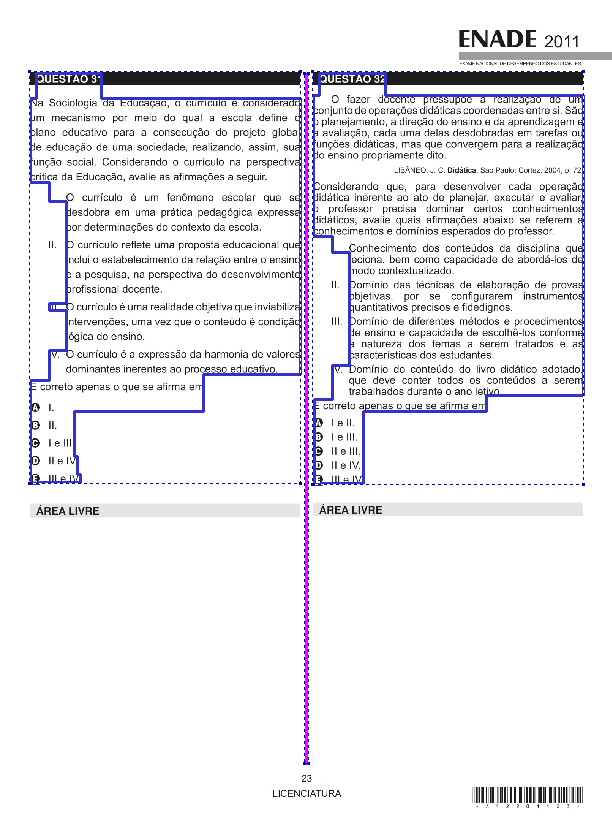 ENADE 2011
EXAME NACIONAL DE DESEMPENHO DOS ESTUDANTES
QUESTÃO 31
Na Sociologia da Educação, o currículo é considerado
um mecanismo por meio do qual a escola define o
plano educativo para a consecução do projeto global
de educação de uma sociedade, realizando, assim, sua
função social. Considerando o currículo na perspectiva
crítica da Educação, avalie as afirmações a seguir.
I. O currículo é um fenômeno escolar que se
desdobra em uma prática pedagógica expressa
por determinações do contexto da escola.
II. O currículo reflete uma proposta educacional que
inclui o estabelecimento da relação entre o ensino
e a pesquisa, na perspectiva do desenvolvimento
profissional docente.
III. O currículo é uma realidade objetiva que inviabiliza
intervenções, uma vez que o conteúdo é condição
lógica do ensino.
IV. O currículo é a expressão da harmonia de valores
dominantes inerentes ao processo educativo.
É correto apenas o que se afirma em
A I.
B II.
C I e III.
D II e IV.
E III e IV.
ÁREA LIVRE
QUESTÃO 32
O fazer docente pressupõe a realização de um
conjunto de operações didáticas coordenadas entre si. São
o planejamento, a direção do ensino e da aprendizagem e
a avaliação, cada uma delas desdobradas em tarefas ou
funções didáticas, mas que convergem para a realização
do ensino propriamente dito.
LIBÂNEO, J. C. Didática. São Paulo: Cortez, 2004, p. 72.
Considerando que, para desenvolver cada operação
didática inerente ao ato de planejar, executar e avaliar,
o professor precisa dominar certos conhecimentos
didáticos, avalie quais afirmações abaixo se referem a
conhecimentos e domínios esperados do professor.
I. Conhecimento dos conteúdos da disciplina que
leciona, bem como capacidade de abordá-los de
modo contextualizado.
II. Domínio das técnicas de elaboração de provas
objetivas, por se configurarem instrumentos
quantitativos precisos e fidedignos.
III. Domínio de diferentes métodos e procedimentos
de ensino e capacidade de escolhê-los conforme
a natureza dos temas a serem tratados e as
características dos estudantes.
IV. Domínio do conteúdo do livro didático adotado,
que deve conter todos os conteúdos a serem
trabalhados durante o ano letivo.
É correto apenas o que se afirma em
A I e II.
B I e III.
C II e III.
D II e IV.
E III e IV.
ÁREA LIVRE
23
LICENCIATURA